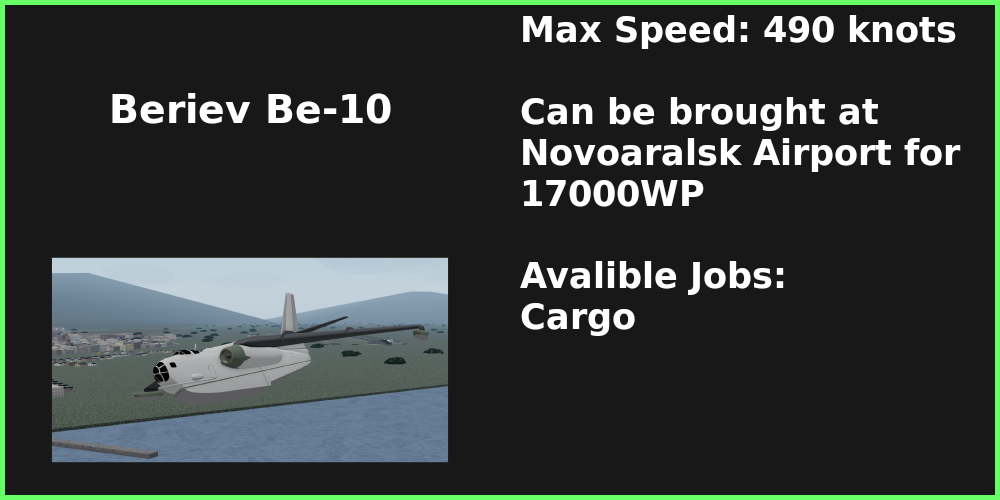 Beriev Be-10
Max Speed: 490 knots
Can be brought at
Novoaralsk Airport for
17000WP
Avalible Jobs:
Cargo